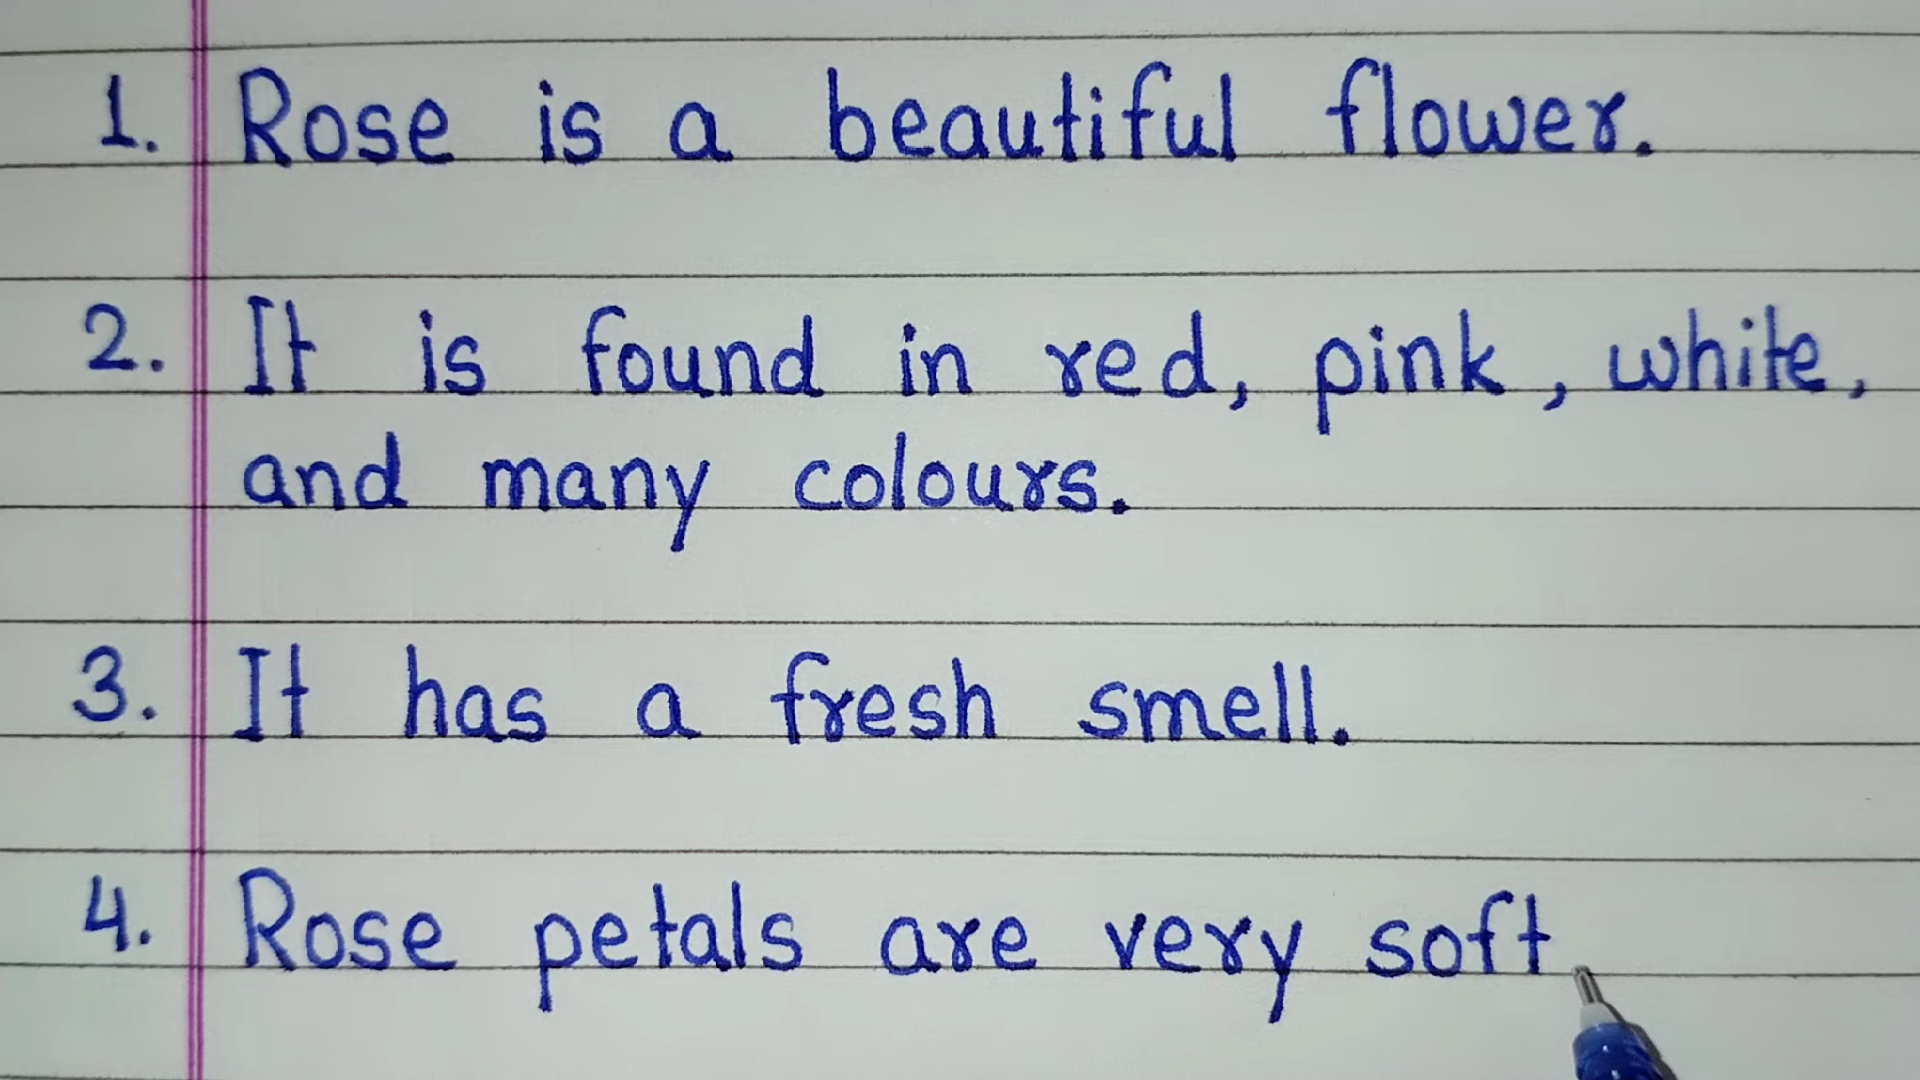 1. Rose is a beautiful flower.
2. It is found in red, pink, white,
and many colours.
3. It has a fresh smell.
4. Rose petals are very soft